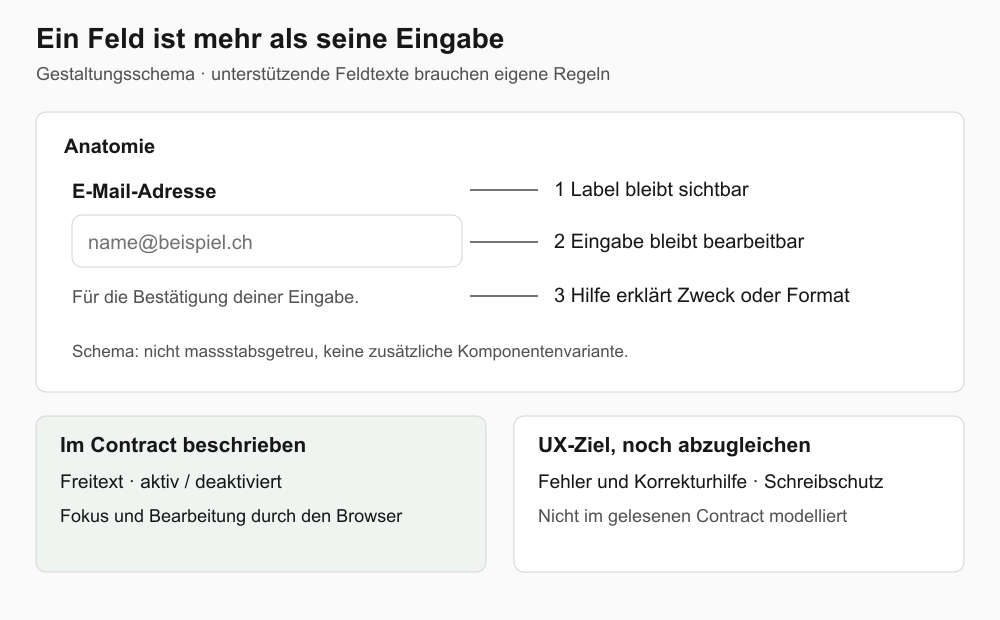 Ein Feld ist mehr als seine Eingabe
Gestaltungsschema · unterstützende Feldtexte brauchen eigene Regeln
Anatomie
E-Mail-Adresse
1 Label bleibt sichtbar
name@beispiel.ch
2 Eingabe bleibt bearbeitbar
Für die Bestätigung deiner Eingabe.
3 Hilfe erklärt Zweck oder Format
Schema: nicht massstabsgetreu, keine zusätzliche Komponentenvariante.
Im Contract beschrieben
Freitext · aktiv / deaktiviert
Fokus und Bearbeitung durch den Browser
UX-Ziel, noch abzugleichen
Fehler und Korrekturhilfe · Schreibschutz
Nicht im gelesenen Contract modelliert